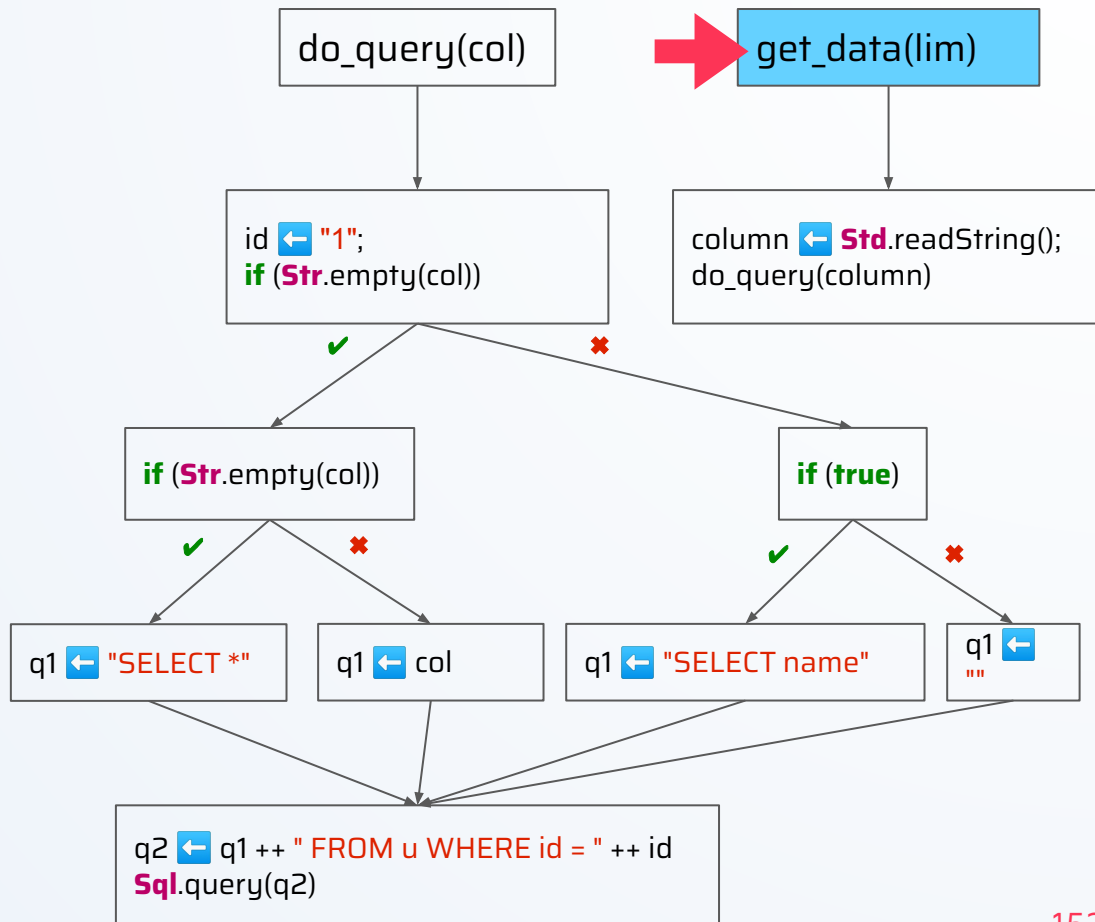 do_query(col)
get_data(lim)
id ⬅ "1";
if (Str.empty(col))
column ⬅ Std.readString();
do_query(column)
✔
✖
if (Str.empty(col))
if (true)
✔
✖
✔
✖
q1 ⬅ "SELECT *"
q1 ⬅ col
q1 ⬅ "SELECT name"
q1 ⬅
""
q2 ⬅ q1 ++ " FROM u WHERE id = " ++ id
Sql.query(q2)